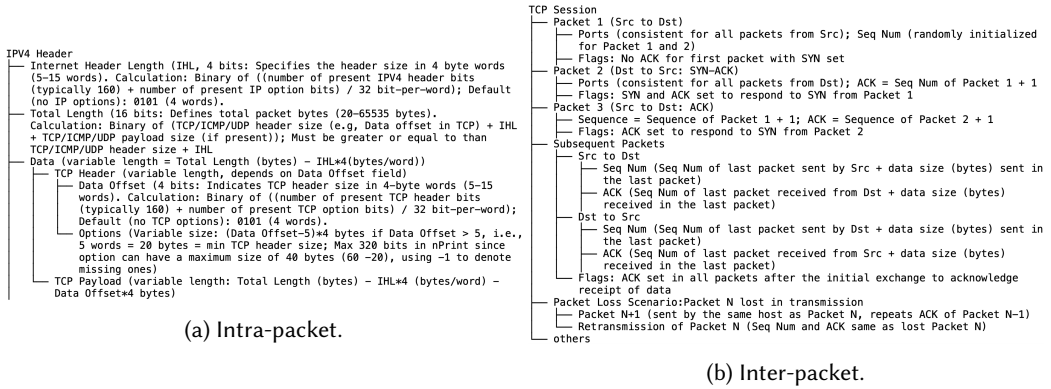 IPV4 Header
Internet Header Length (IHL, 4 bits: Specifies the header size in 4 byte words
(5-15 words). Calculation: Binary of ((number of present IPV4 header bits
(typically 160) + number of present IP option bits) / 32 bit-per-word); Default
(no IP options): 0101 (4 words).
Total Length (16 bits: Defines total packet bytes (20-65535 bytes).
Calculation: Binary of (TCP/ICMP/UDP header size (e.g, Data offset in TCP) + IHL
+ TCP/ICMP/UDP payload size (if present)); Must be greater or equal to than
TCP/ICMP/UDP header size + IHL
Data (variable length = Total Length (bytes) - IHL*4(bytes/word))
TCP Header (variable length, depends on Data Offset field)
Data Offset (4 bits: Indicates TCP header size in 4-byte words (5-15
words). Calculation: Binary of ((number of present TCP header bits
(typically 160) + number of present TCP option bits) / 32 bit-per-word);
Default (no TCP options): 0101 (4 words).
Options (Variable size: (Data Offset-5)*4 bytes if Data Offset > 5, i.e.,
5 words = 20 bytes = min TCP header size; Max 320 bits in nPrint since
option can have a maximum size of 40 bytes (60 -20), using -1 to denote
missing ones)
TCP Payload (variable length: Total Length (bytes) - IHL*4 (bytes/word) -
Data Offset*4 bytes)
(a) Intra-packet.
TCP Session
Packet 1 (Src to Dst)
Ports (consistent for all packets from Src); Seq Num (randomly initialized
for Packet 1 and 2)
Flags: No ACK for first packet with SYN set
Packet 2 (Dst to Src: SYN-ACK)
Ports (consistent for all packets from Dst); ACK = Seq Num of Packet 1 + 1
Flags: SYN and ACK set to respond to SYN from Packet 1
Packet 3 (Src to Dst: ACK)
Sequence = Sequence of Packet 1 + 1; ACK = Sequence of Packet 2 + 1
Flags: ACK set to respond to SYN from Packet 2
Subsequent Packets
Src to Dst
Seq Num (Seq Num of last packet sent by Src + data size (bytes) sent in
the last packet)
ACK (Seq Num of last packet received from Dst + data size (bytes)
received in the last packet)
Dst to Src
Seq Num (Seq Num of last packet sent by Dst + data size (bytes) sent in
the last packet)
ACK (Seq Num of last packet received from Src + data size (bytes)
received in the last packet)
Flags: ACK set in all packets after the initial exchange to acknowledge
receipt of data
Packet Loss Scenario:Packet N lost in transmission
Packet N+1 (sent by the same host as Packet N, repeats ACK of Packet N-1)
Retransmission of Packet N (Seq Num and ACK same as lost Packet N)
others
(b) Inter-packet.